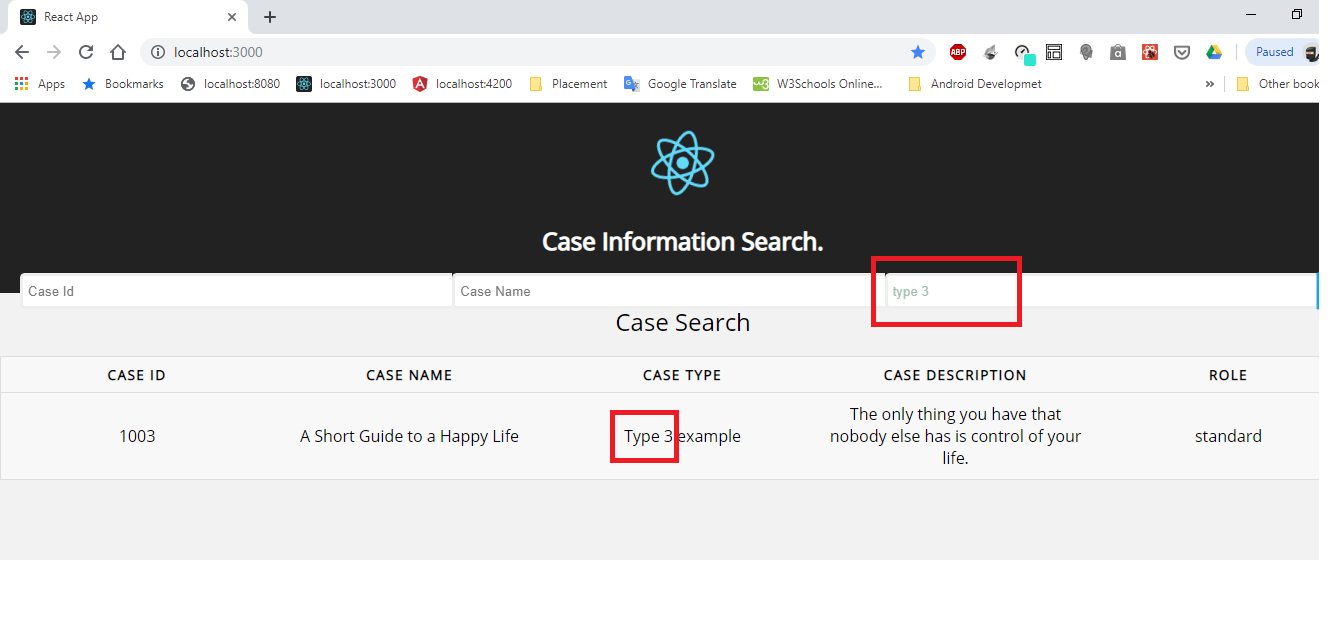 React App
localhost:3000
ABP
a
Paused
Apps Bookmarks localhost:8080 localhost:3000 localhost:4200 Placement Google Translate W3Schools Online... Android Developmet » Other book
Case Information Search.
Case Id Case Name type 3
Case Search
CASE ID CASE NAME CASE TYPE CASE DESCRIPTION ROLE
1003 A Short Guide to a Happy Life Type 3 example The only thing you have that
nobody else has is control of your
life. standard